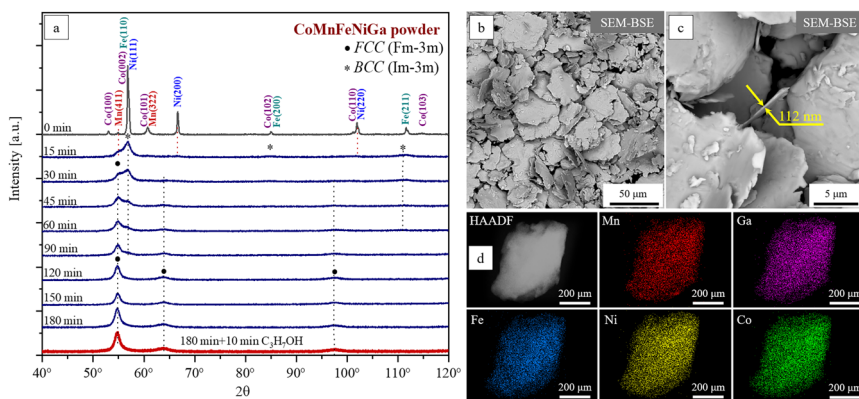 a
CoMnFeNiGa powder
● FCC (Fm-3m)
* BCC (Im-3m)
Co(100)
Mn(411)
Co(002)
Fe(110)
Ni(111)
Co(101)
Mn(322)
Ni(200)
Co(102)
Fe(200)
Co(110)
Ni(220)
Fe(211)
Co(103)
0 min
15 min
30 min
45 min
60 min
90 min
120 min
150 min
180 min
180 min+10 min C₃H₇OH
Intensity [a.u.]
40° 50° 60° 70° 80° 90° 100° 110° 120°
2θ
b
SEM-BSE
50 μm
c
SEM-BSE
112 nm
5 μm
d
HAADF
200 μm
Mn
200 μm
Ga
200 μm
Fe
200 μm
Ni
200 μm
Co
200 μm